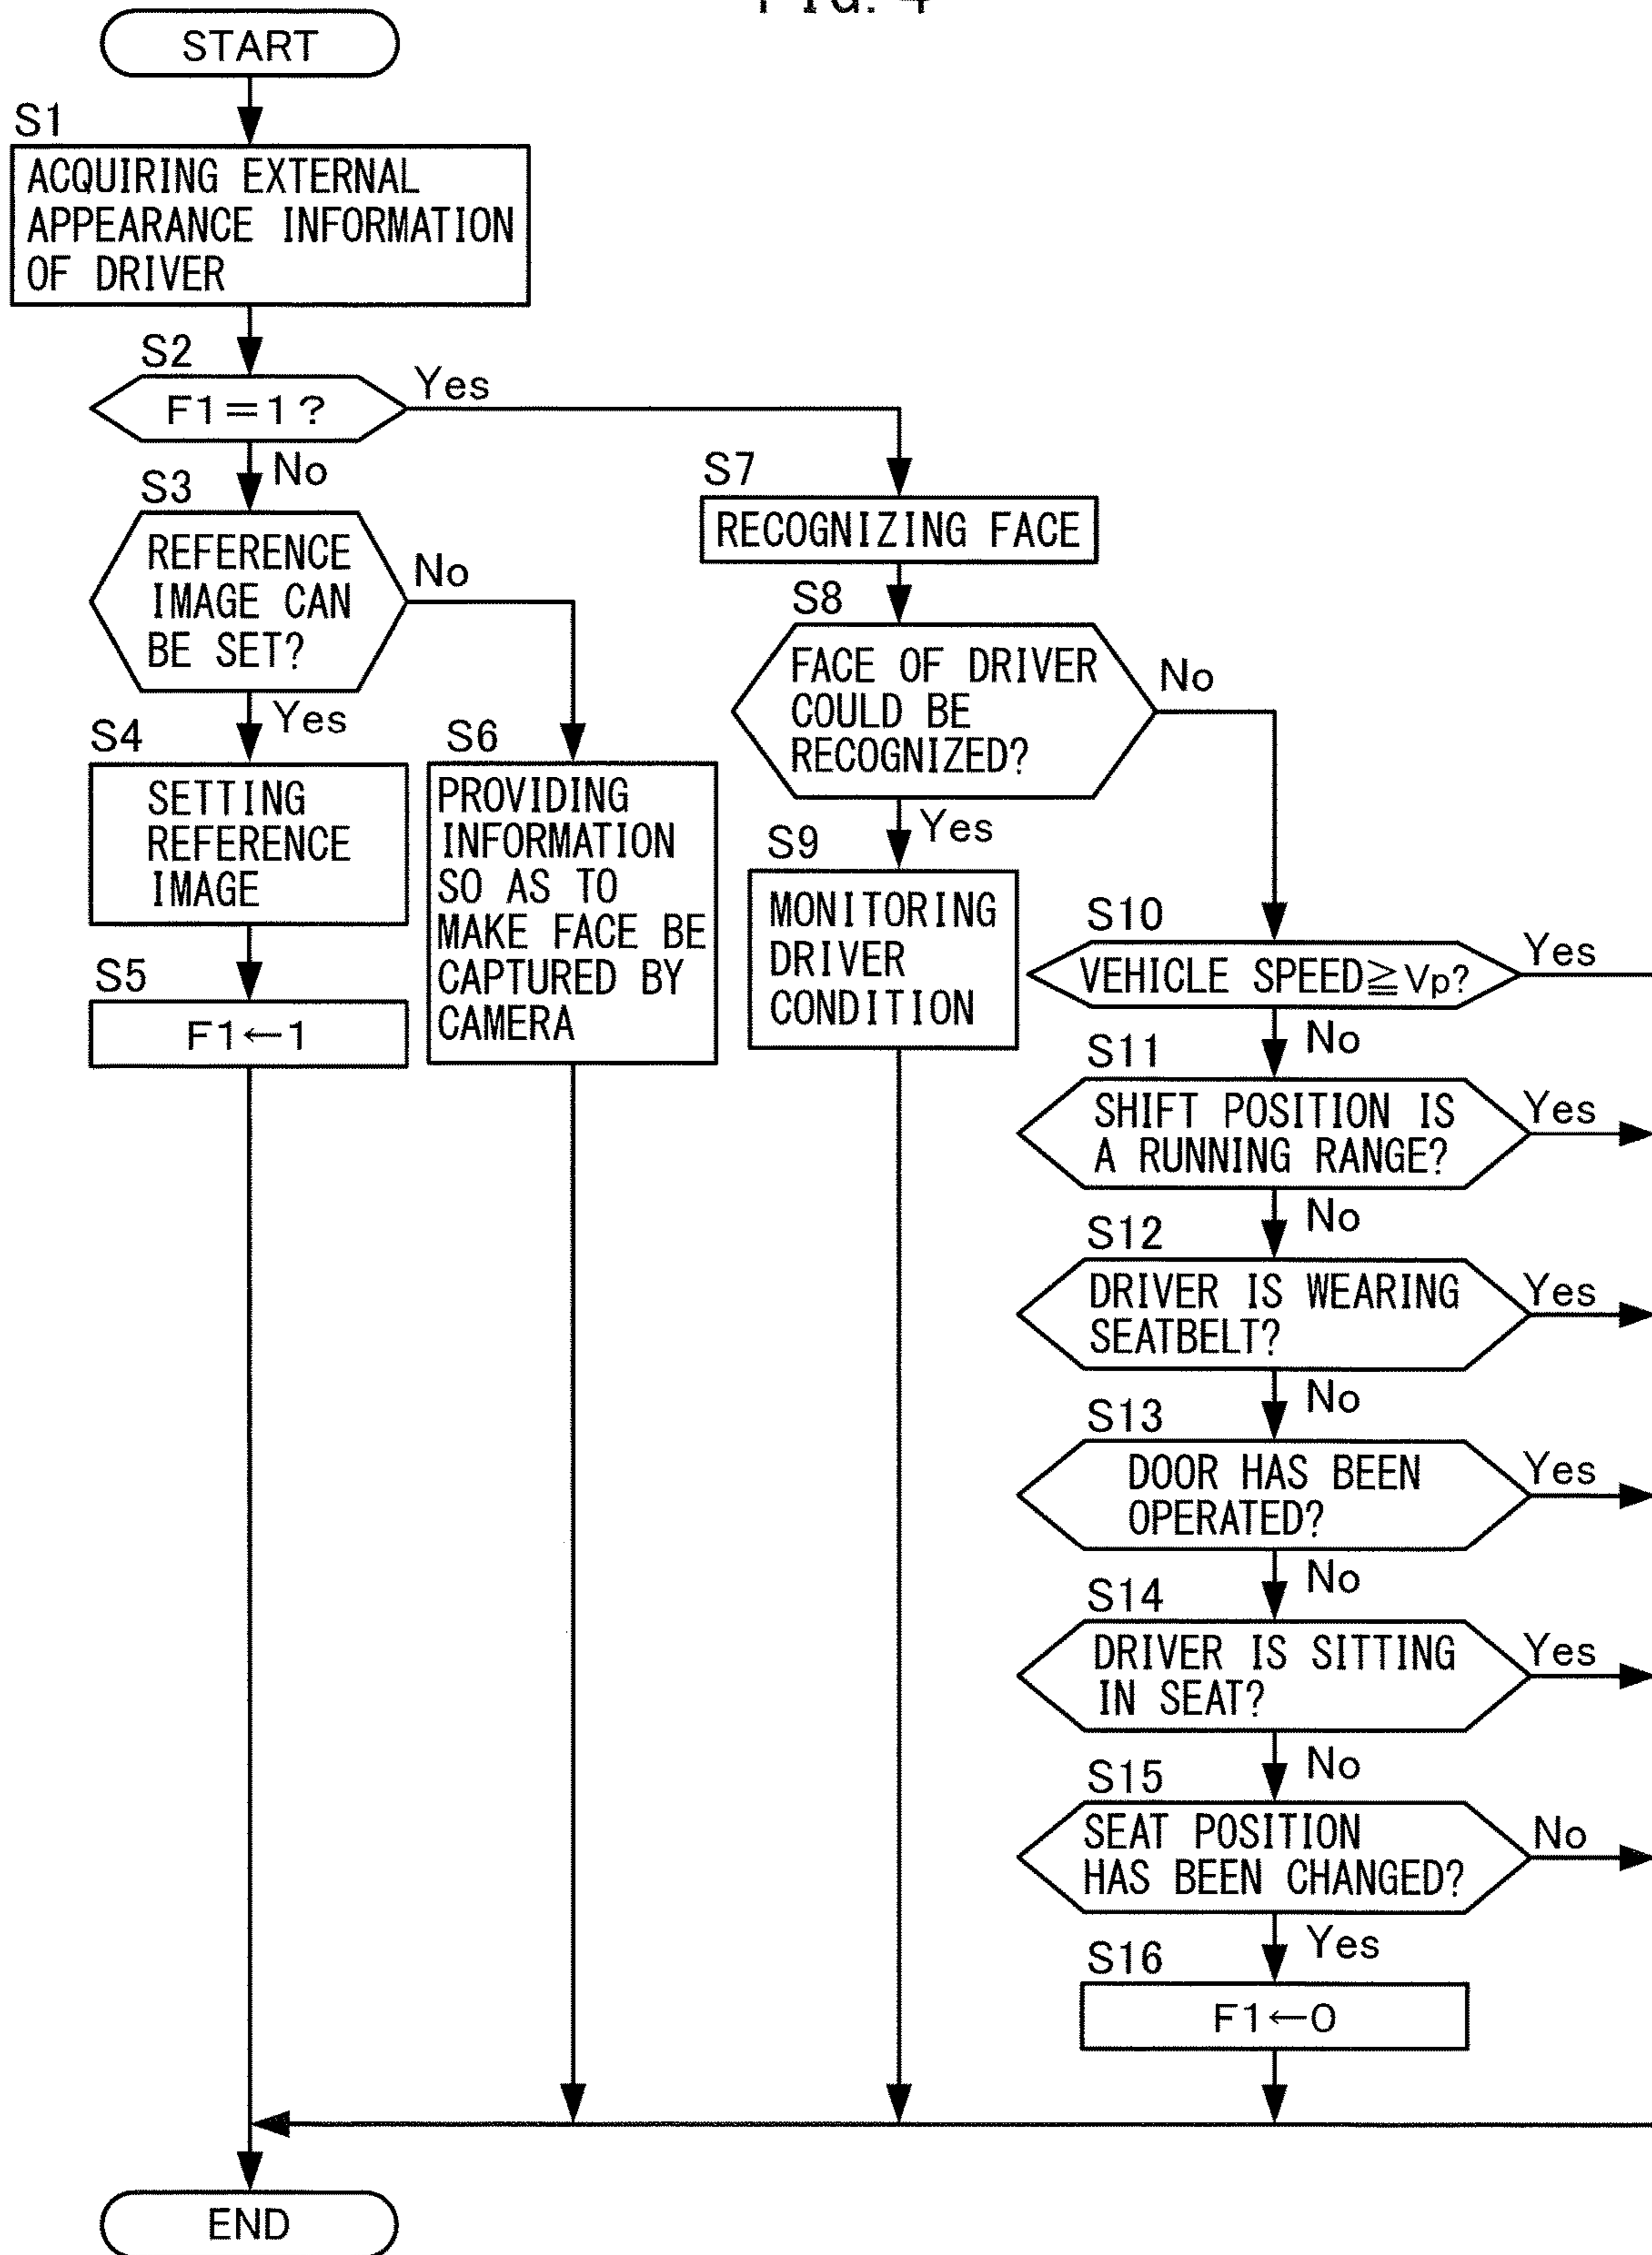 FIG. 4
START
S1
ACQUIRING EXTERNAL
APPEARANCE INFORMATION
OF DRIVER
S2
F1=1?
Yes
No
S3
REFERENCE
IMAGE CAN
BE SET?
No
Yes
S4
SETTING
REFERENCE
IMAGE
S5
F1←1
S6
PROVIDING
INFORMATION
SO AS TO
MAKE FACE BE
CAPTURED BY
CAMERA
S7
RECOGNIZING FACE
S8
FACE OF DRIVER
COULD BE
RECOGNIZED?
No
Yes
S9
MONITORING
DRIVER
CONDITION
S10
VEHICLE SPEED≧Vp?
Yes
No
S11
SHIFT POSITION IS
A RUNNING RANGE?
Yes
No
S12
DRIVER IS WEARING
SEATBELT?
Yes
No
S13
DOOR HAS BEEN
OPERATED?
Yes
No
S14
DRIVER IS SITTING
IN SEAT?
Yes
No
S15
SEAT POSITION
HAS BEEN CHANGED?
No
Yes
S16
F1←0
END